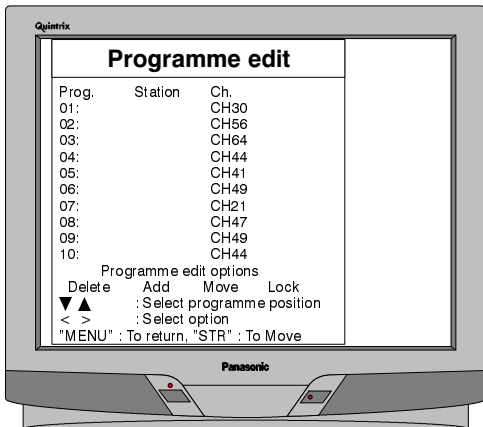 Quintrix
Programme edit
Prog. Station Ch.
01: CH30
02: CH56
03: CH64
04: CH44
05: CH41
06: CH49
07: CH21
08: CH47
09: CH49
10: CH44
Programme edit options
Delete Add Move Lock
▼ ▲ : Select programme position
< > : Select option
"MENU" : To return, "STR" : To Move
Panasonic